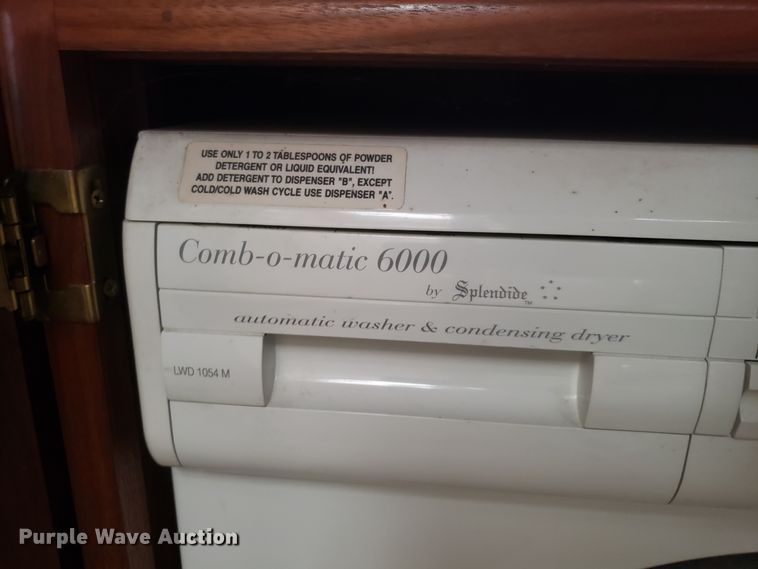 USE ONLY 1 TO 2 TABLESPOONS OF POWDER
DETERGENT OR LIQUID EQUIVALENT!
ADD DETERGENT TO DISPENSER "B", EXCEPT
COLD/COLD WASH CYCLE USE DISPENSER "A".
Comb-o-matic 6000
by Splendide TM
automatic washer & condensing dryer
LWD 1054 M
Purple Wave Auction®